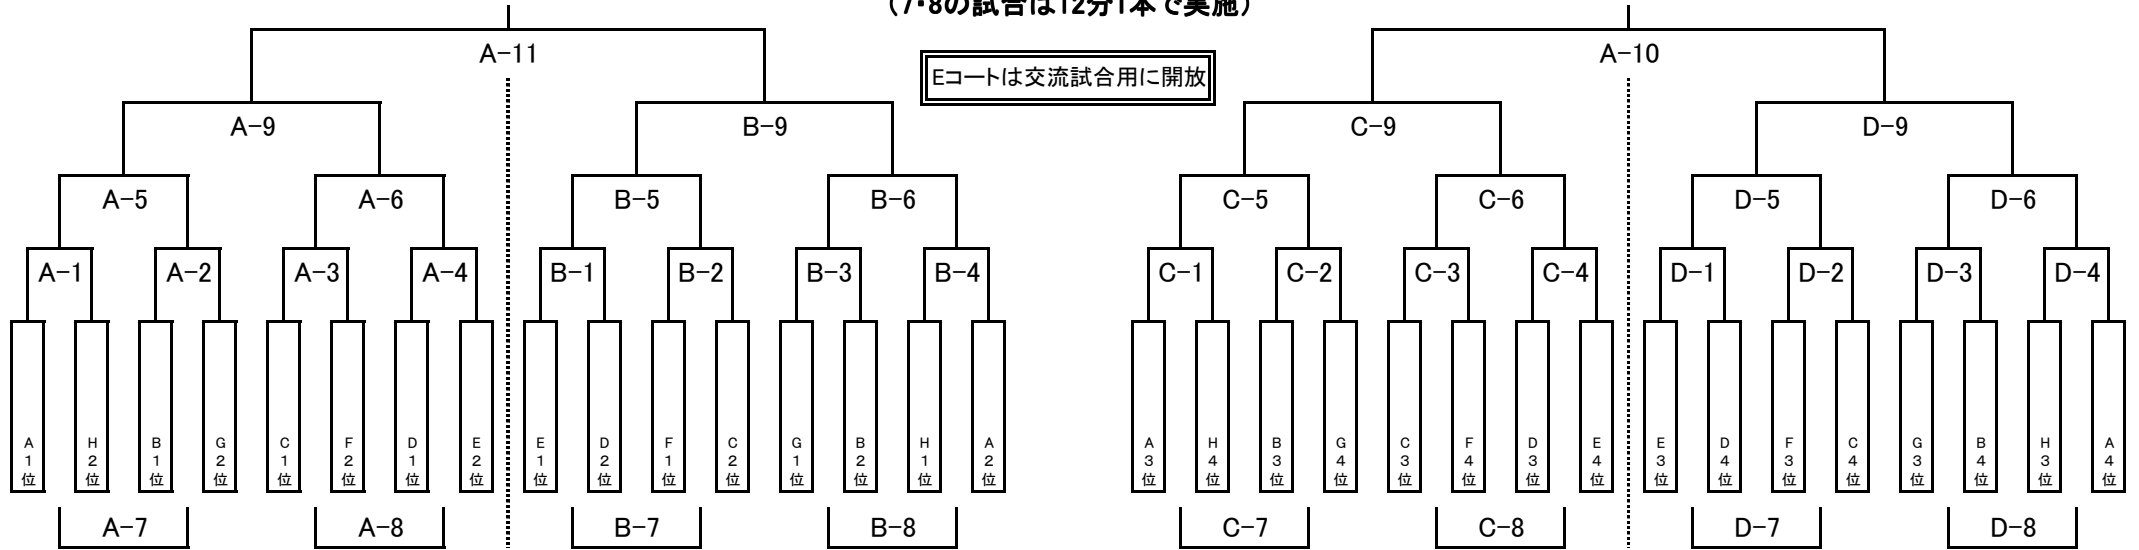 (7・8の試合は12分1本で実施)
A-11
A-10
Eコートは交流試合用に開放
A-9
B-9
C-9
D-9
A-5
A-6
B-5
B-6
C-5
C-6
D-5
D-6
A-1
A-2
A-3
A-4
B-1
B-2
B-3
B-4
C-1
C-2
C-3
C-4
D-1
D-2
D-3
D-4
A1位
H2位
B1位
G2位
C1位
F2位
D1位
E2位
E1位
D2位
F1位
C2位
G1位
B2位
H1位
A2位
A3位
H4位
B3位
G4位
C3位
F4位
D3位
E4位
E3位
D4位
F3位
C4位
G3位
B4位
H3位
A4位
A-7
A-8
B-7
B-8
C-7
C-8
D-7
D-8